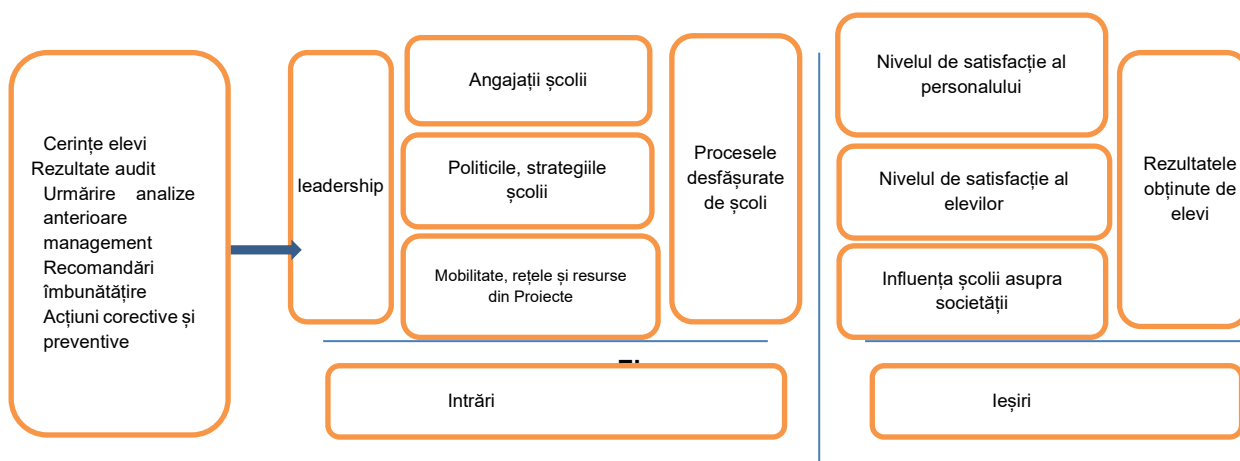 Cerințe elevi
Rezultate audit
Urmărire analize
anterioare
management
Recomandări
îmbunătățire
Acțiuni corective și
preventive
leadership
Angajații școlii
Politicile, strategiile
școlii
Mobilitate, rețele și resurse
din Proiecte
Procesele
desfășurate
de școli
Nivelul de satisfacție al
personalului
Nivelul de satisfacție al
elevilor
Influența școlii asupra
societății
Rezultatele
obținute de
elevi
Intrări
Ieșiri